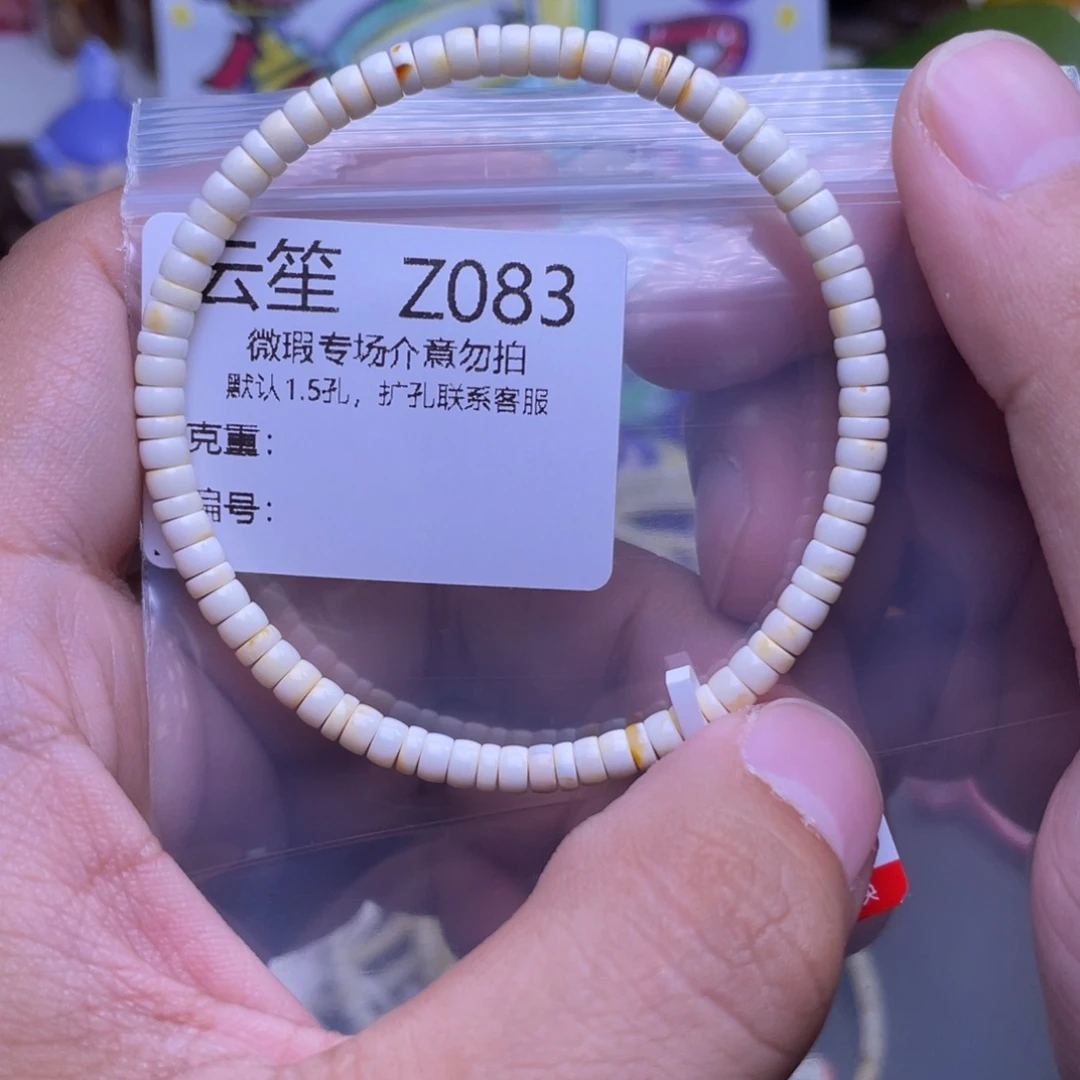 云笙 Z083
微瑕专场介意勿拍
默认1.5孔，扩孔联系客服
克重：
编号：